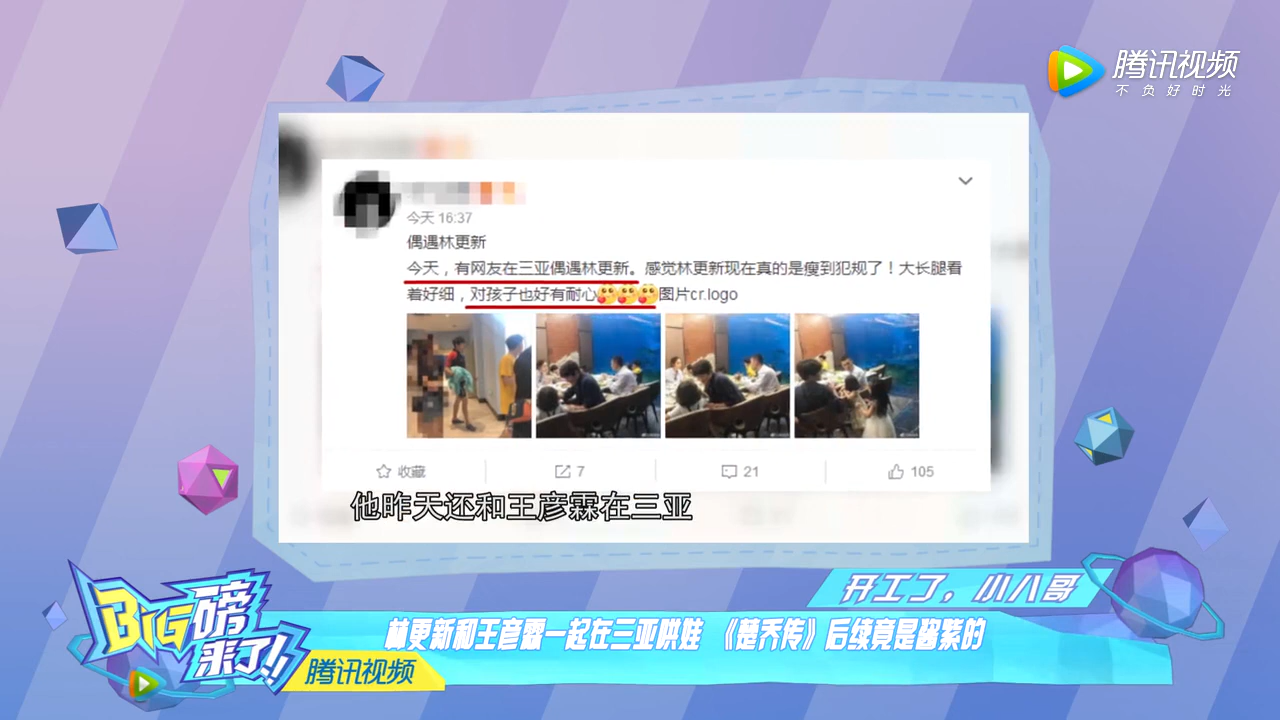 腾讯视频
不负好时光
今天 16:37
偶遇林更新
今天，有网友在三亚偶遇林更新。感觉林更新现在真的是瘦到犯规了！大长腿看
着好细，对孩子也好有耐心图片cr.logo
收藏
7
21
105
他昨天还和王彦霖在三亚
开工了，小八哥
林更新和王彦霖一起在三亚哄娃 《楚乔传》后续竟是酱紫的
BIG磅
来了!!
腾讯视频